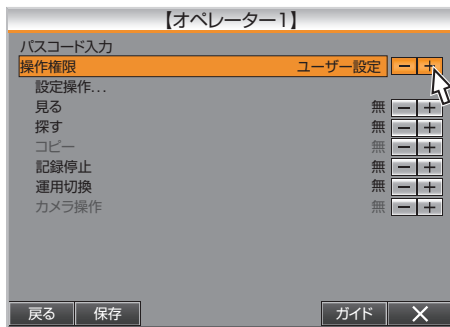 【オペレーター1】
パスコード入力
操作権限 ユーザー設定 － ＋
設定操作...
見る 無 － ＋
探す 無 － ＋
コピー 無 － ＋
記録停止 無 － ＋
運用切換 無 － ＋
カメラ操作 無 － ＋
戻る 保存 ガイド ×